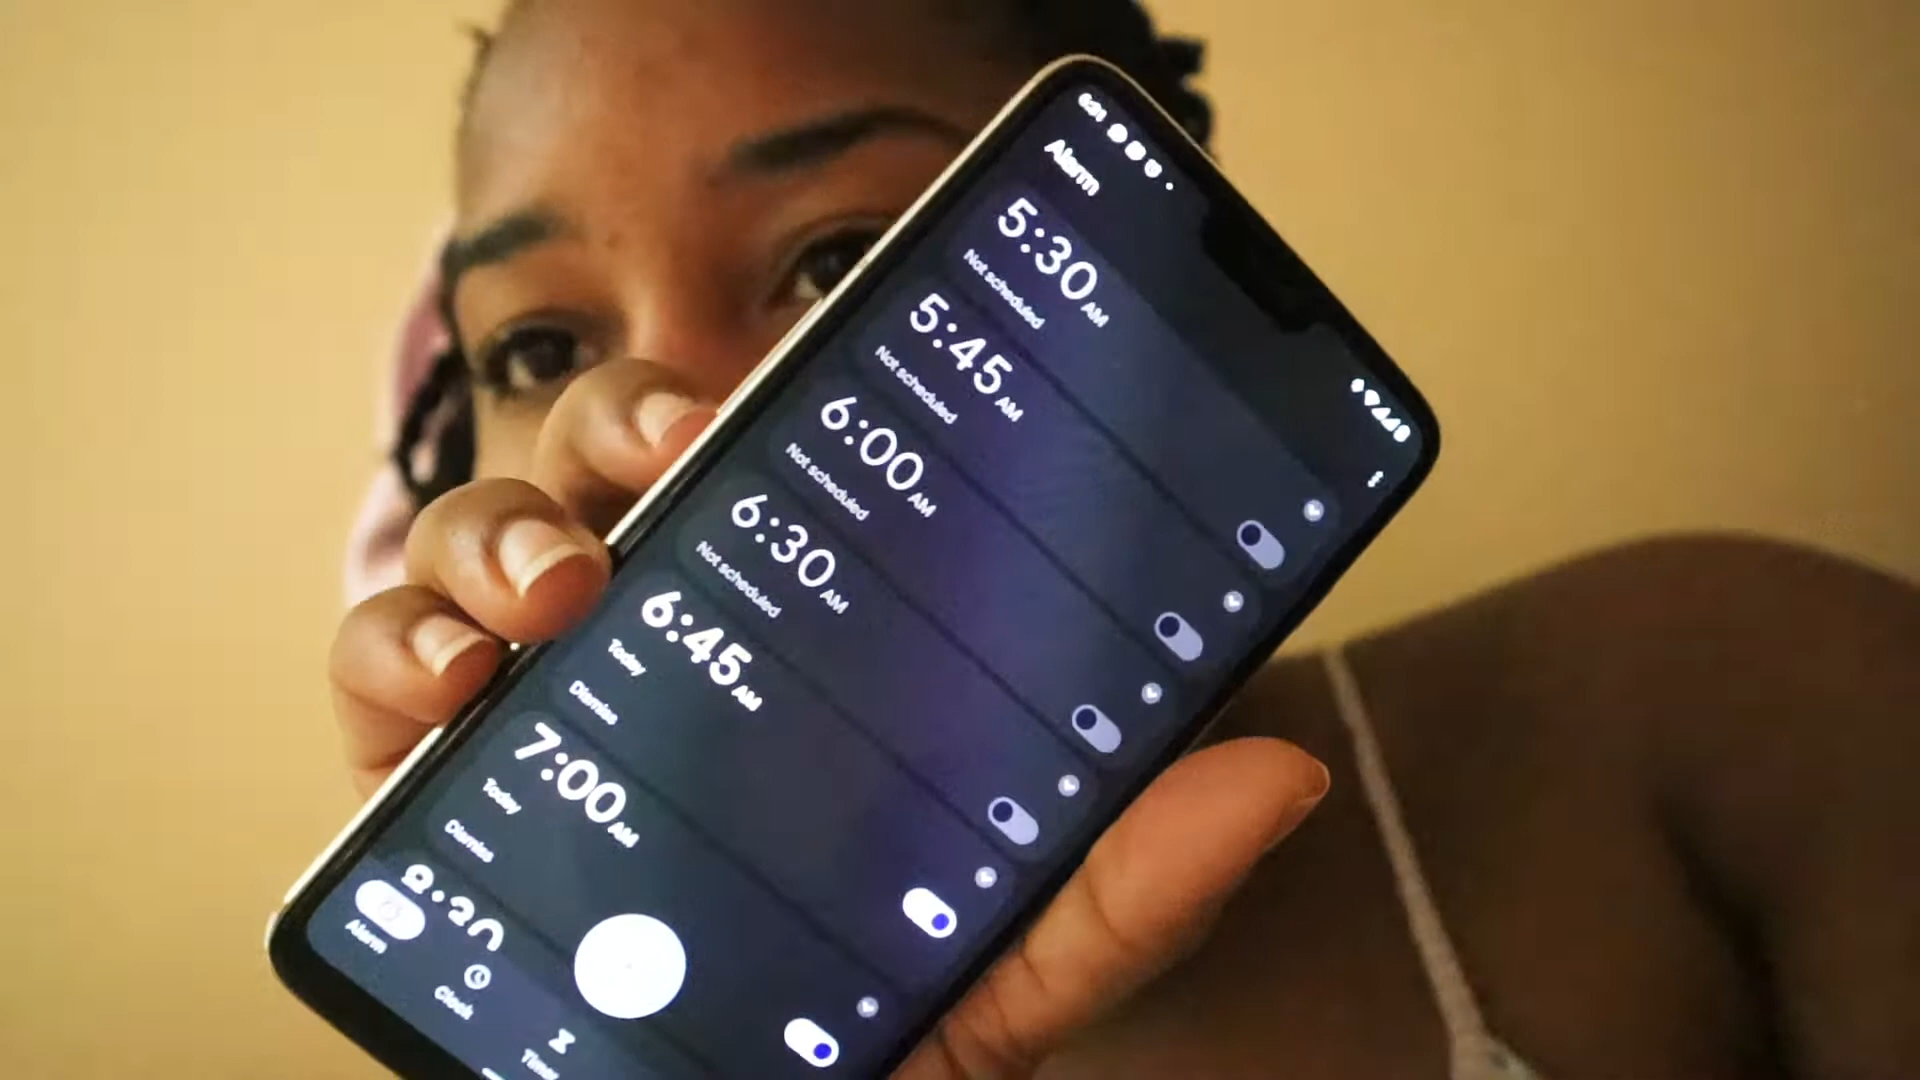 Alarm
5:30 AM
Not scheduled
5:45 AM
Not scheduled
6:00 AM
Not scheduled
6:30 AM
Not scheduled
6:45 AM
Today
Dismiss
7:00 AM
Today
Dismiss
Alarm
Clock
Timer